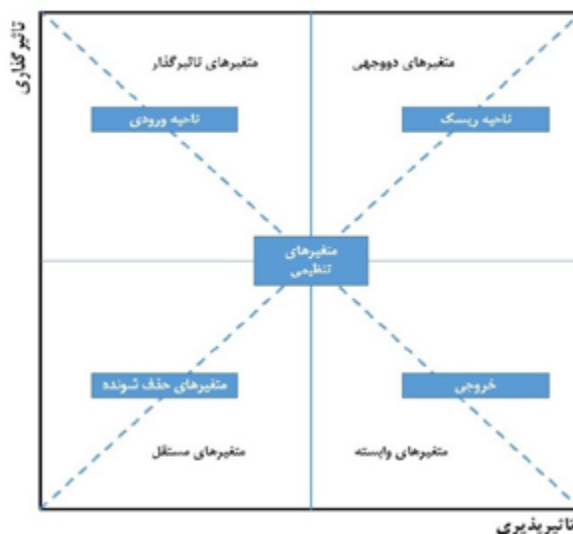 تاثیرگذاری
متغیرهای دووجهی
متغیرهای تاثیرگذار
ناحیه ریسک
ناحیه ورودی
متغیرهای
تنظیمی
خروجی
متغیرهای حذف شونده
متغیرهای وابسته
متغیرهای مستقل
تاثیرپذیری